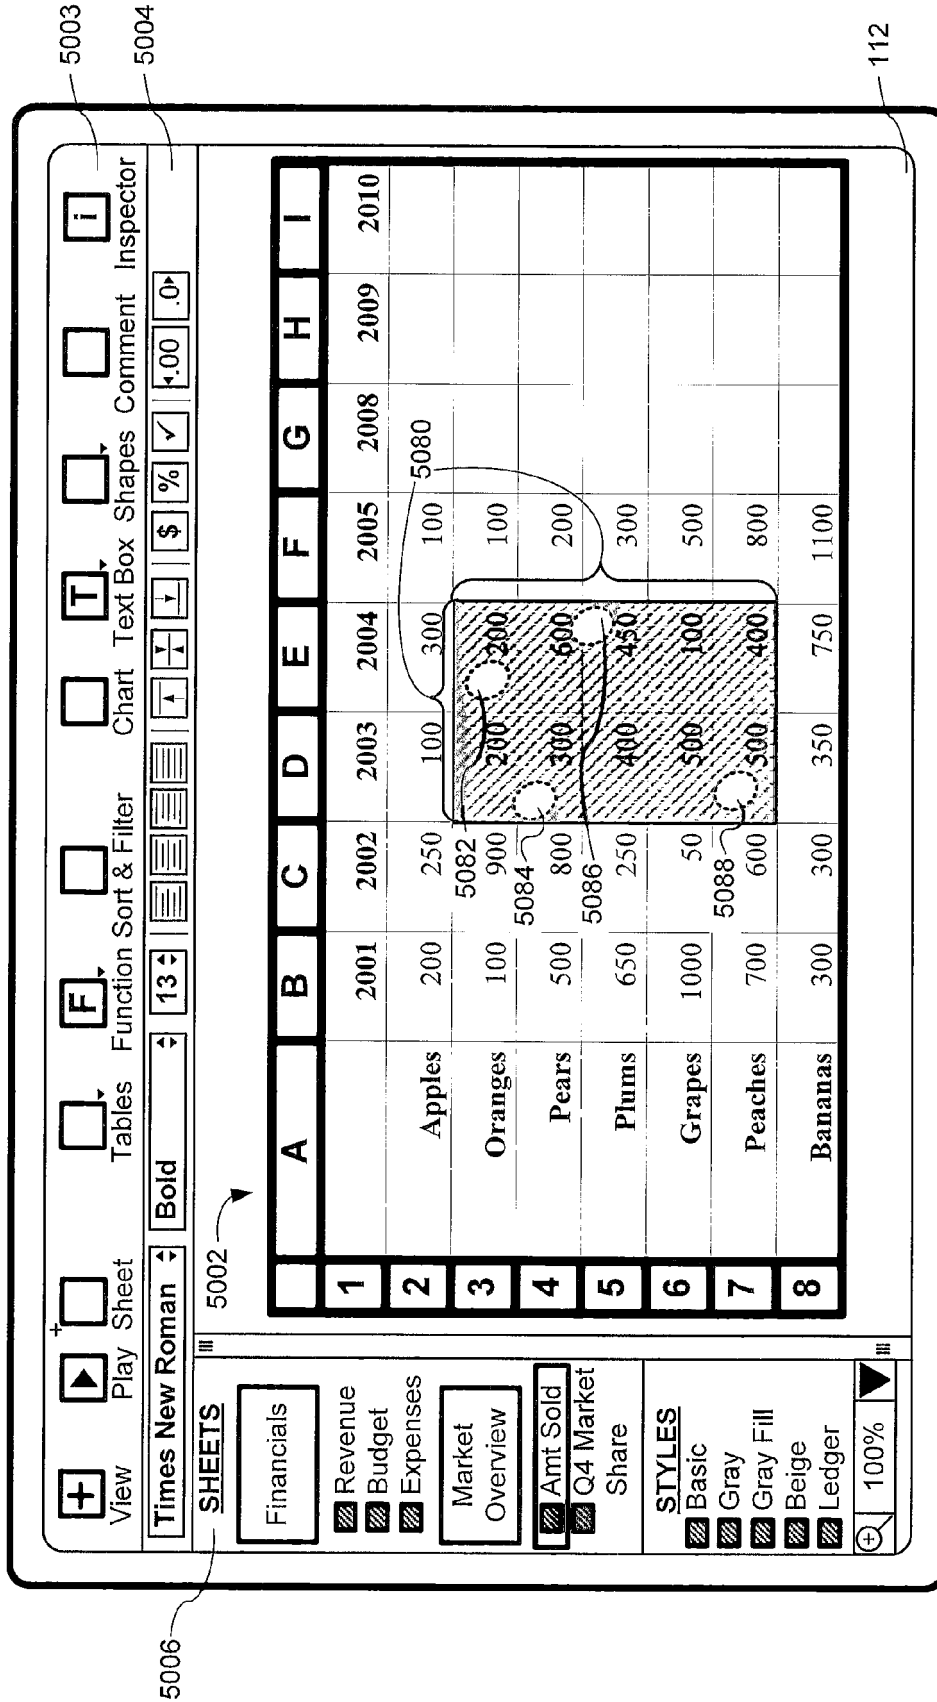 5003
5004
View Play Sheet Tables Function Sort & Filter Chart Text Box Shapes Comment Inspector
+ + F T i
Times New Roman Bold 13 $ % ✓ .00 .0
5006
SHEETS
Financials
Revenue
Budget
Expenses
Market
Overview
Amt Sold
Q4 Market
Share
STYLES
Basic
Gray
Gray Fill
Beige
Ledger
100%
5002
A B C D E F G H I
1 2001 2002 2003 2004 2005 2008 2009 2010
2 Apples 200 250 100 300 100
3 Oranges 100 900 200 200 100
4 Pears 500 800 300 600 200
5 Plums 650 250 400 450 300
6 Grapes 1000 50 500 100 500
7 Peaches 700 600 500 400 800
8 Bananas 300 300 350 750 1100
5080
5082
5084
5086
5088
112